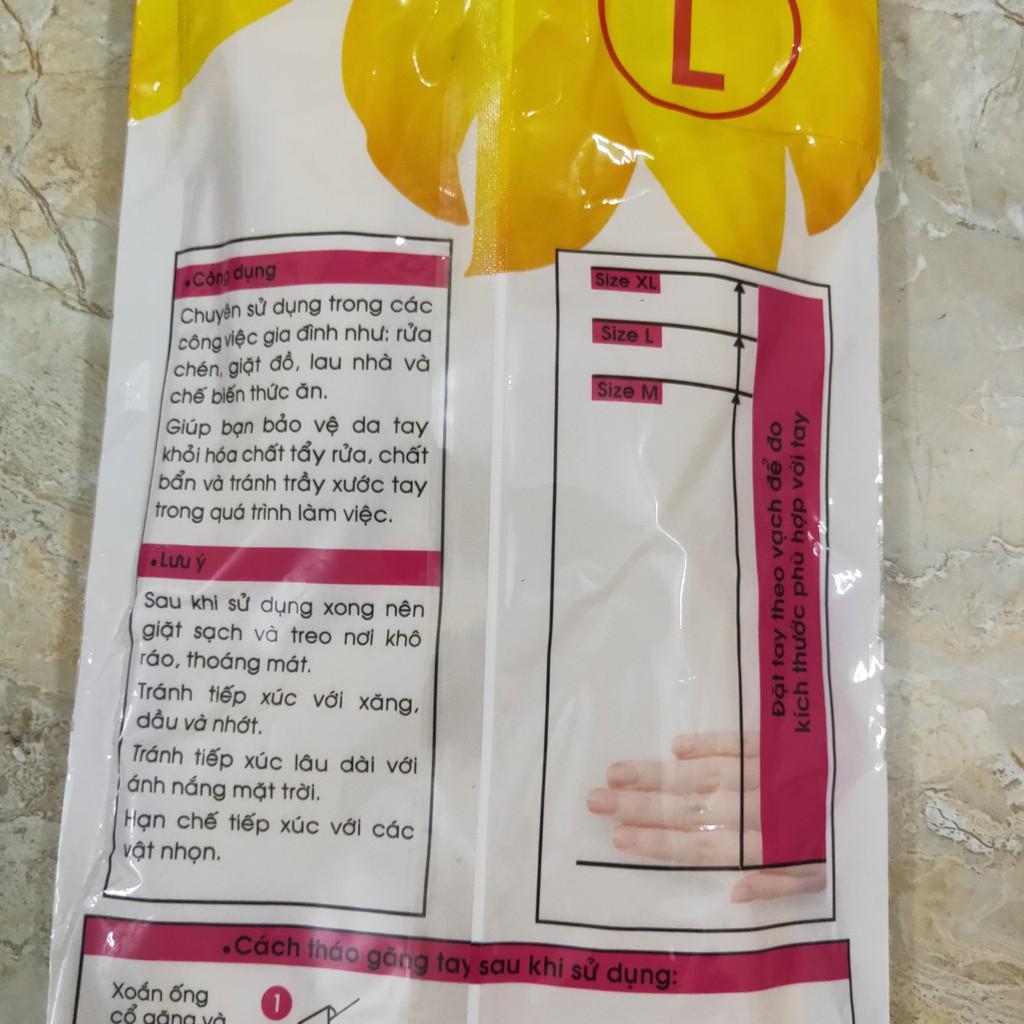 L
•Công dụng
Chuyên sử dụng trong các
công việc gia đình như: rửa
chén, giặt đồ, lau nhà và
chế biến thức ăn.
Giúp bạn bảo vệ da tay
khỏi hóa chất tẩy rửa, chất
bẩn và tránh trầy xước tay
trong quá trình làm việc.
•Lưu ý
Sau khi sử dụng xong nên
giặt sạch và treo nơi khô
ráo, thoáng mát.
Tránh tiếp xúc với xăng,
dầu và nhớt.
Tránh tiếp xúc lâu dài với
ánh nắng mặt trời.
Hạn chế tiếp xúc với các
vật nhọn.
Size XL
Size L
Size M
Đặt tay theo vạch để đo
kích thước phù hợp với tay
•Cách tháo găng tay sau khi sử dụng:
Xoắn ống
cổ găng và
1